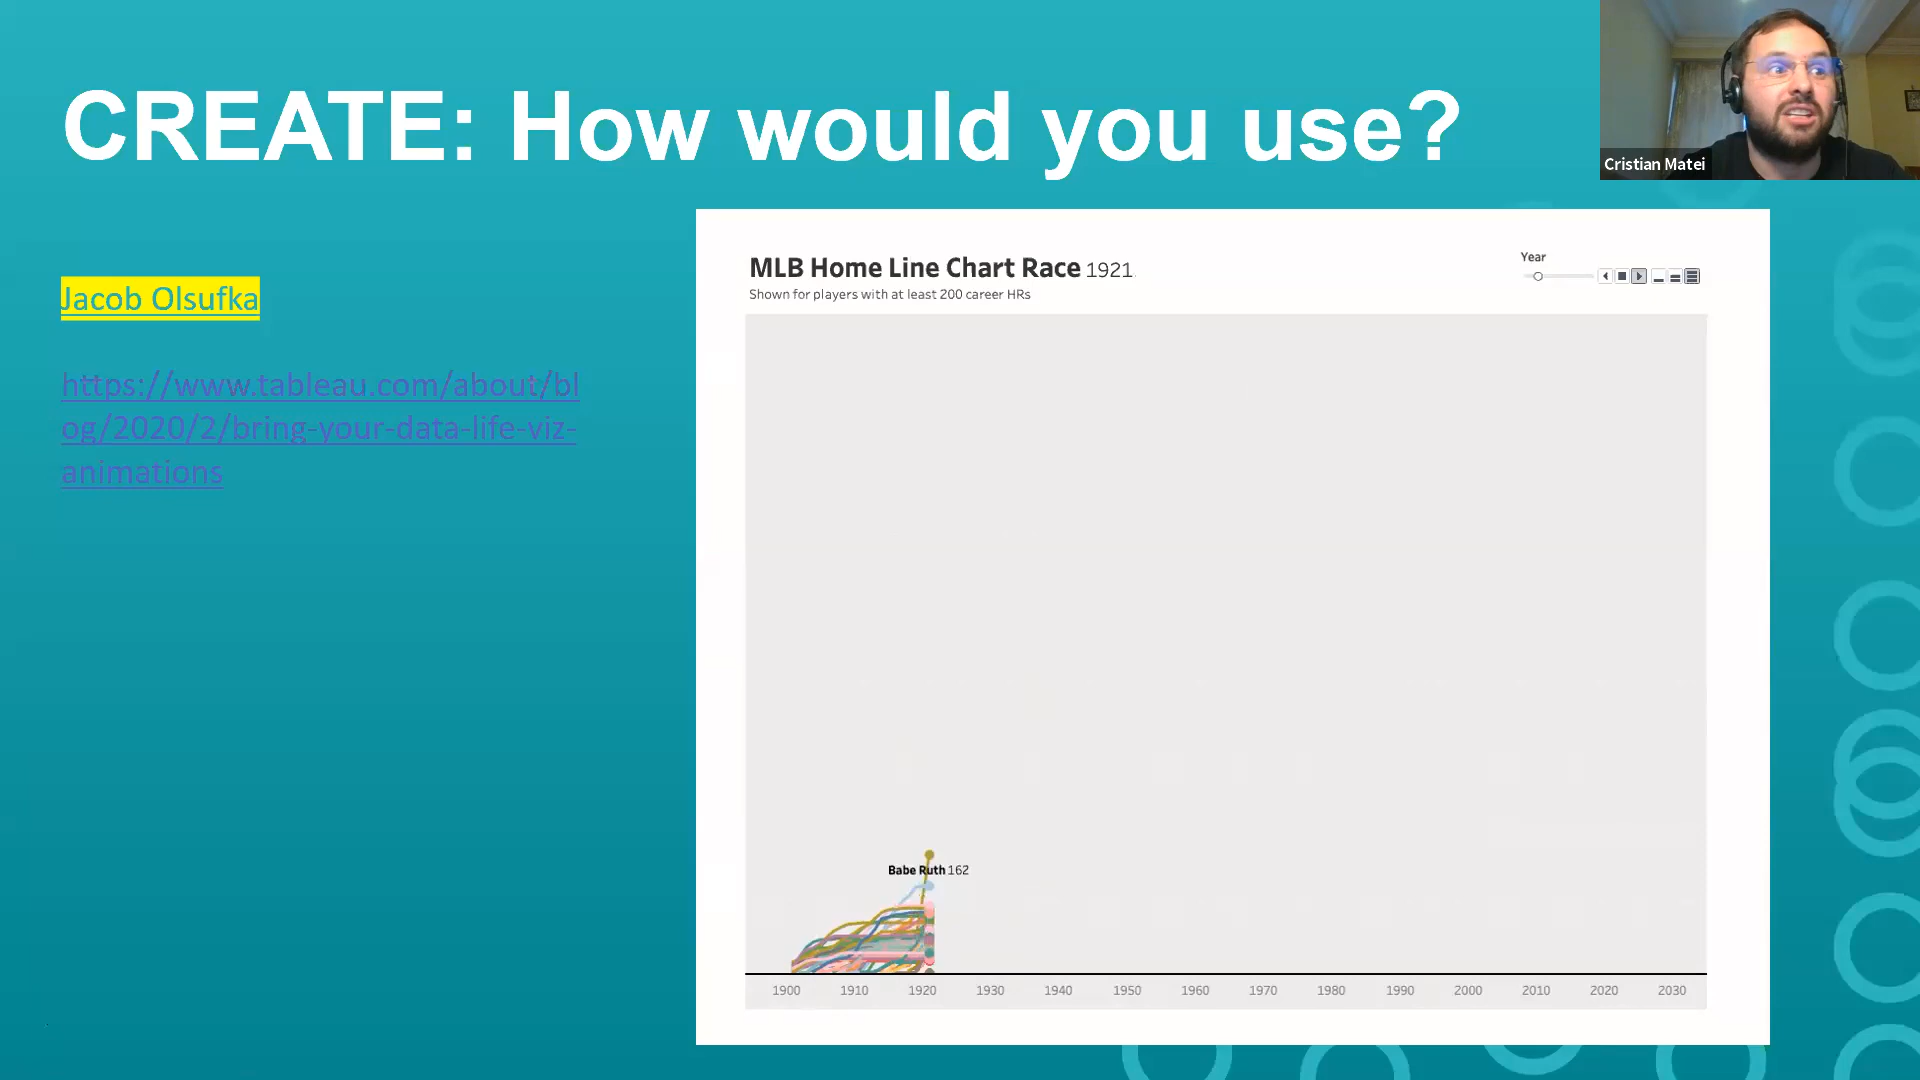 CREATE: How would you use?
Cristian Matei
Jacob Olsufka
https://www.tableau.com/about/bl
og/2020/2/bring-your-data-life-viz-
animations
MLB Home Line Chart Race 1921
Shown for players with at least 200 career HRs
Year
Babe Ruth 162
1900 1910 1920 1930 1940 1950 1960 1970 1980 1990 2000 2010 2020 2030